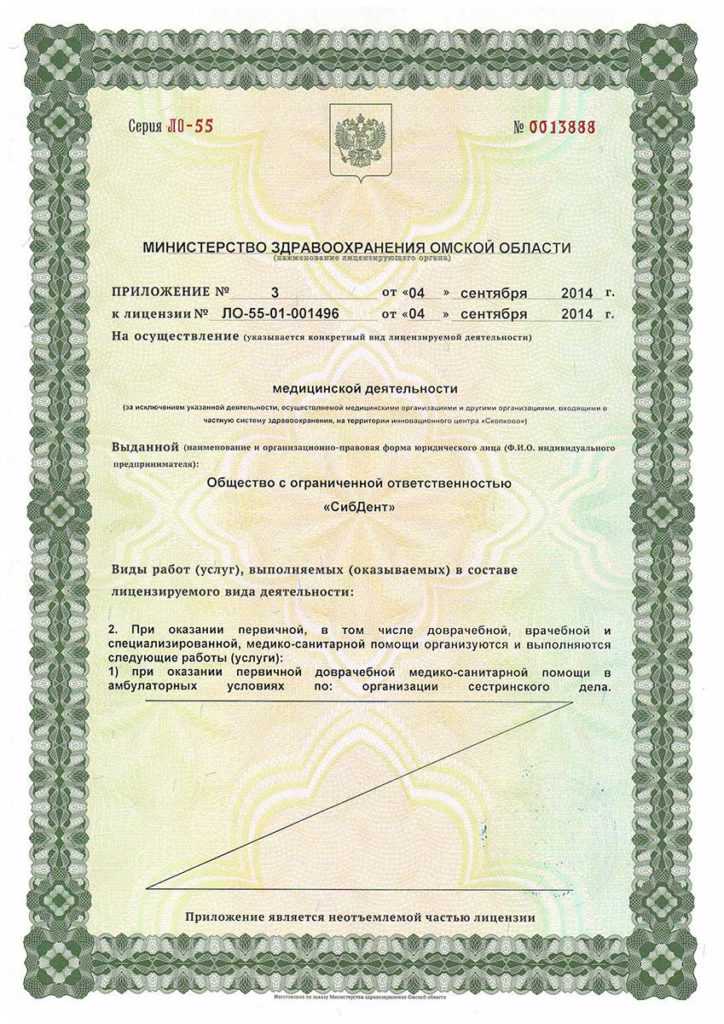 Серия ЛО-55
№ 0013888
МИНИСТЕРСТВО ЗДРАВООХРАНЕНИЯ ОМСКОЙ ОБЛАСТИ
(наименование лицензирующего органа)
ПРИЛОЖЕНИЕ № 3 от «04 » сентября 2014 г.
к лицензии № ЛО-55-01-001496 от «04 » сентября 2014 г.
На осуществление (указывается конкретный вид лицензируемой деятельности)
медицинской деятельности
(за исключением указанной деятельности, осуществляемой медицинскими организациями и другими организациями, входящими в
частную систему здравоохранения, на территории инновационного центра «Сколково»)
Выданной (наименование и организационно-правовая форма юридического лица (Ф.И.О. индивидуального
предпринимателя):
Общество с ограниченной ответственностью
«СибДент»
Виды работ (услуг), выполняемых (оказываемых) в составе
лицензируемого вида деятельности:
2. При оказании первичной, в том числе доврачебной, врачебной и
специализированной, медико-санитарной помощи организуются и выполняются
следующие работы (услуги):
1) при оказании первичной доврачебной медико-санитарной помощи в
амбулаторных условиях по: организации сестринского дела.
Приложение является неотъемлемой частью лицензии
Изготовлено по заказу Министерства здравоохранения Омской области